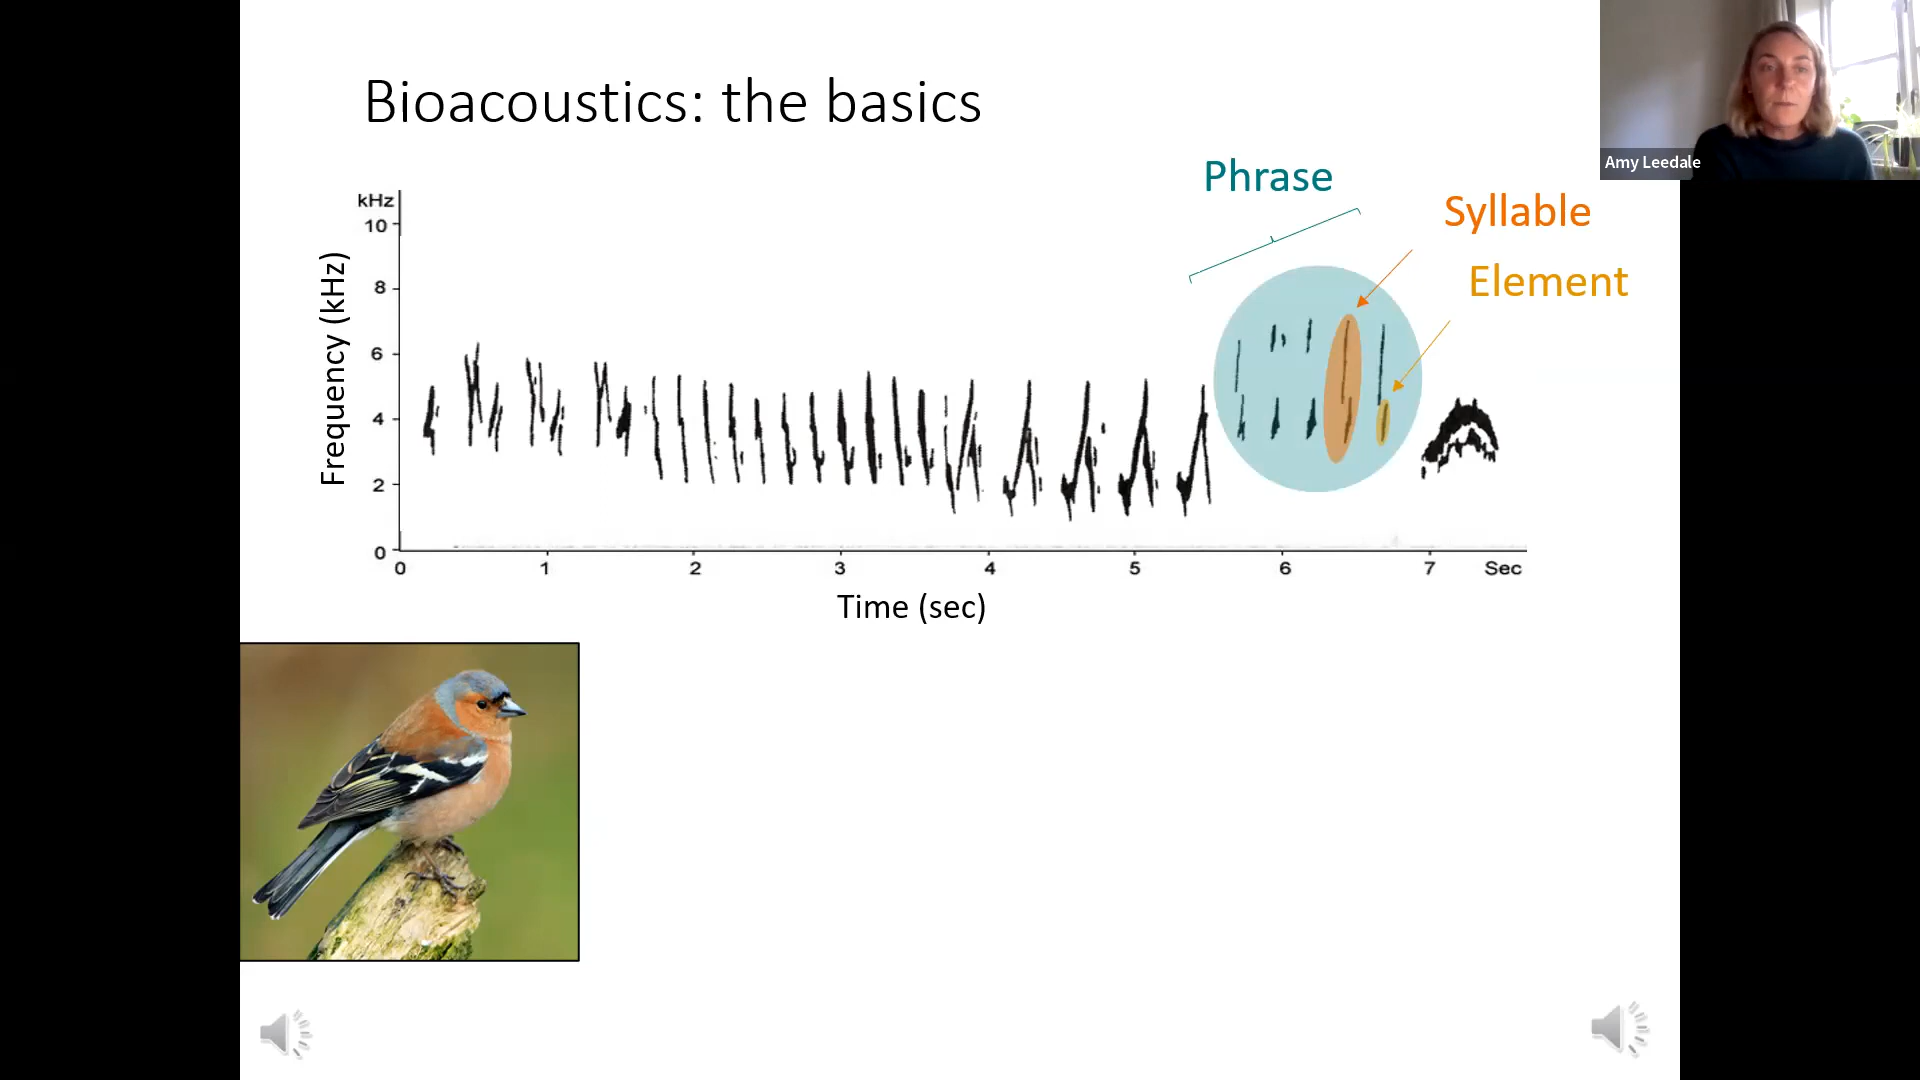 Bioacoustics: the basics
Amy Leedale
Phrase
Syllable
Element
kHz
10
8
6
4
2
0
Frequency (kHz)
0 1 2 3 4 5 6 7 Sec
Time (sec)